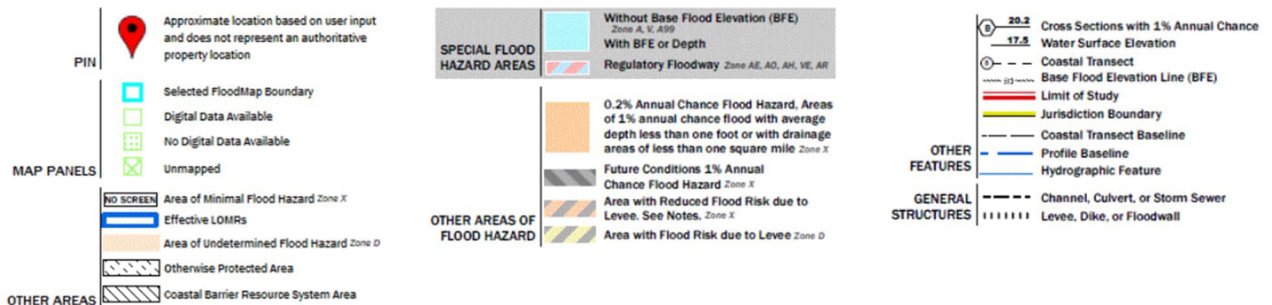 Approximate location based on user input
and does not represent an authoritative
property location
PIN
Selected FloodMap Boundary
Digital Data Available
No Digital Data Available
Unmapped
MAP PANELS
NO SCREEN Area of Minimal Flood Hazard Zone X
Effective LOMRs
Area of Undetermined Flood Hazard Zone D
Otherwise Protected Area
Coastal Barrier Resource System Area
OTHER AREAS
SPECIAL FLOOD
HAZARD AREAS
Without Base Flood Elevation (BFE)
Zone A, V, A99
With BFE or Depth
Regulatory Floodway Zone AE, AO, AH, VE, AR
0.2% Annual Chance Flood Hazard, Areas
of 1% annual chance flood with average
depth less than one foot or with drainage
areas of less than one square mile Zone X
Future Conditions 1% Annual
Chance Flood Hazard Zone X
Area with Reduced Flood Risk due to
Levee. See Notes. Zone X
Area with Flood Risk due to Levee Zone D
OTHER AREAS OF
FLOOD HAZARD
B 20.2 Cross Sections with 1% Annual Chance
17.5 Water Surface Elevation
Coastal Transect
Base Flood Elevation Line (BFE)
Limit of Study
Jurisdiction Boundary
Coastal Transect Baseline
Profile Baseline
Hydrographic Feature
OTHER
FEATURES
GENERAL
STRUCTURES
Channel, Culvert, or Storm Sewer
Levee, Dike, or Floodwall